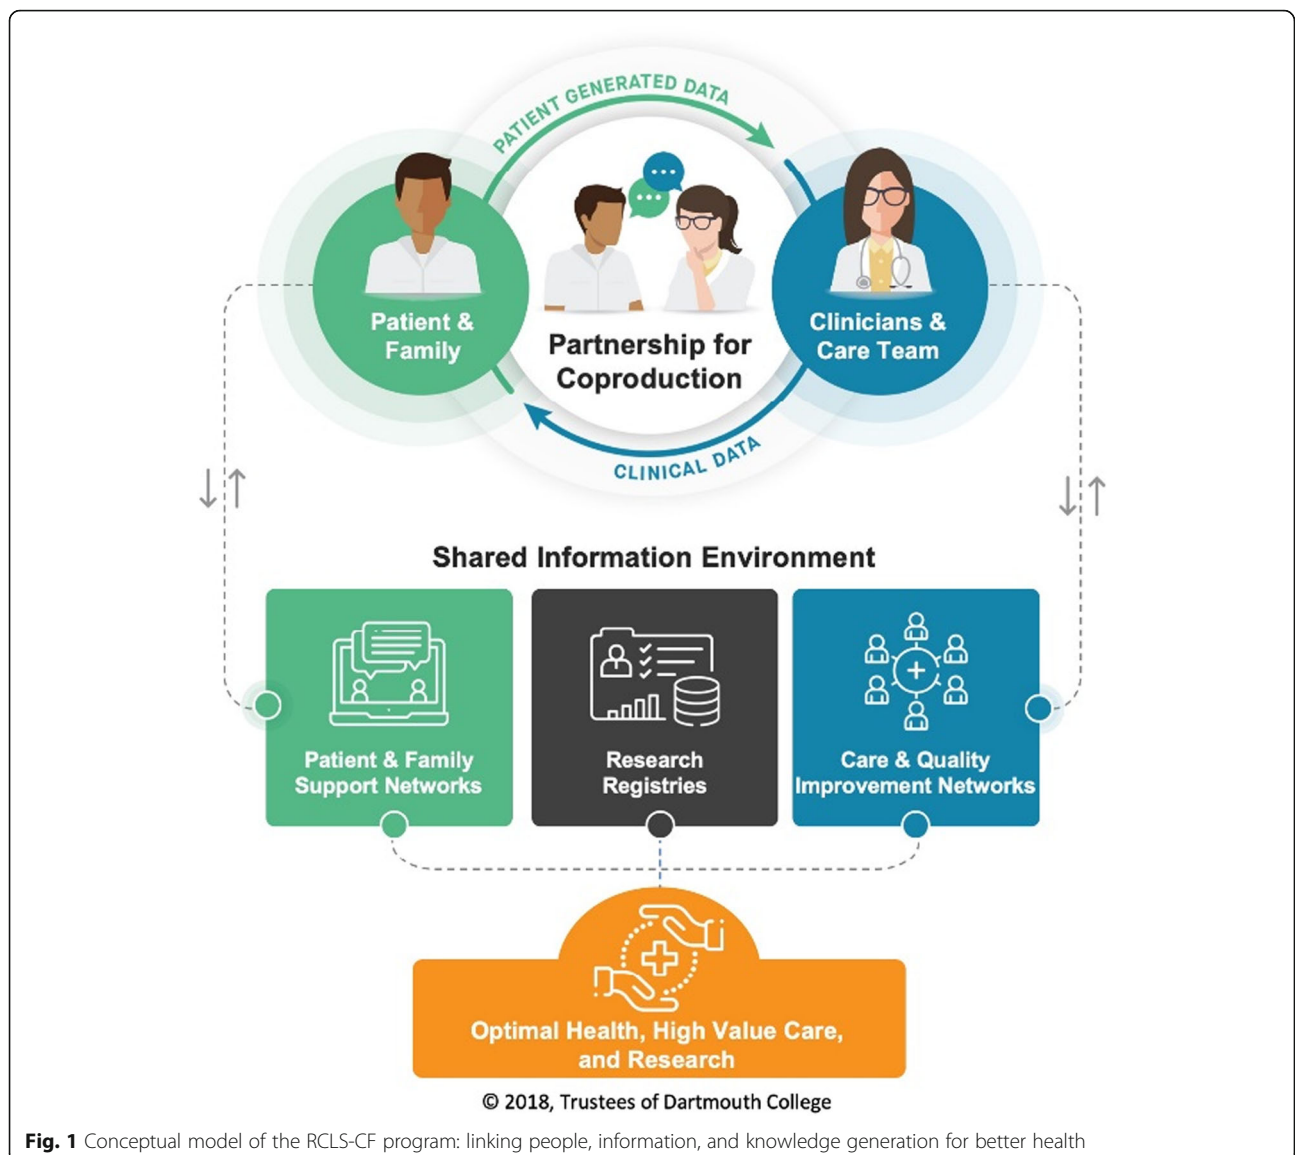 PATIENT GENERATED DATA
Patient &
Family
Partnership for
Coproduction
Clinicians &
Care Team
CLINICAL DATA
Shared Information Environment
Patient & Family
Support Networks
Research
Registries
Care & Quality
Improvement Networks
Optimal Health, High Value Care,
and Research
© 2018, Trustees of Dartmouth College
Fig. 1 Conceptual model of the RCLS-CF program: linking people, information, and knowledge generation for better health